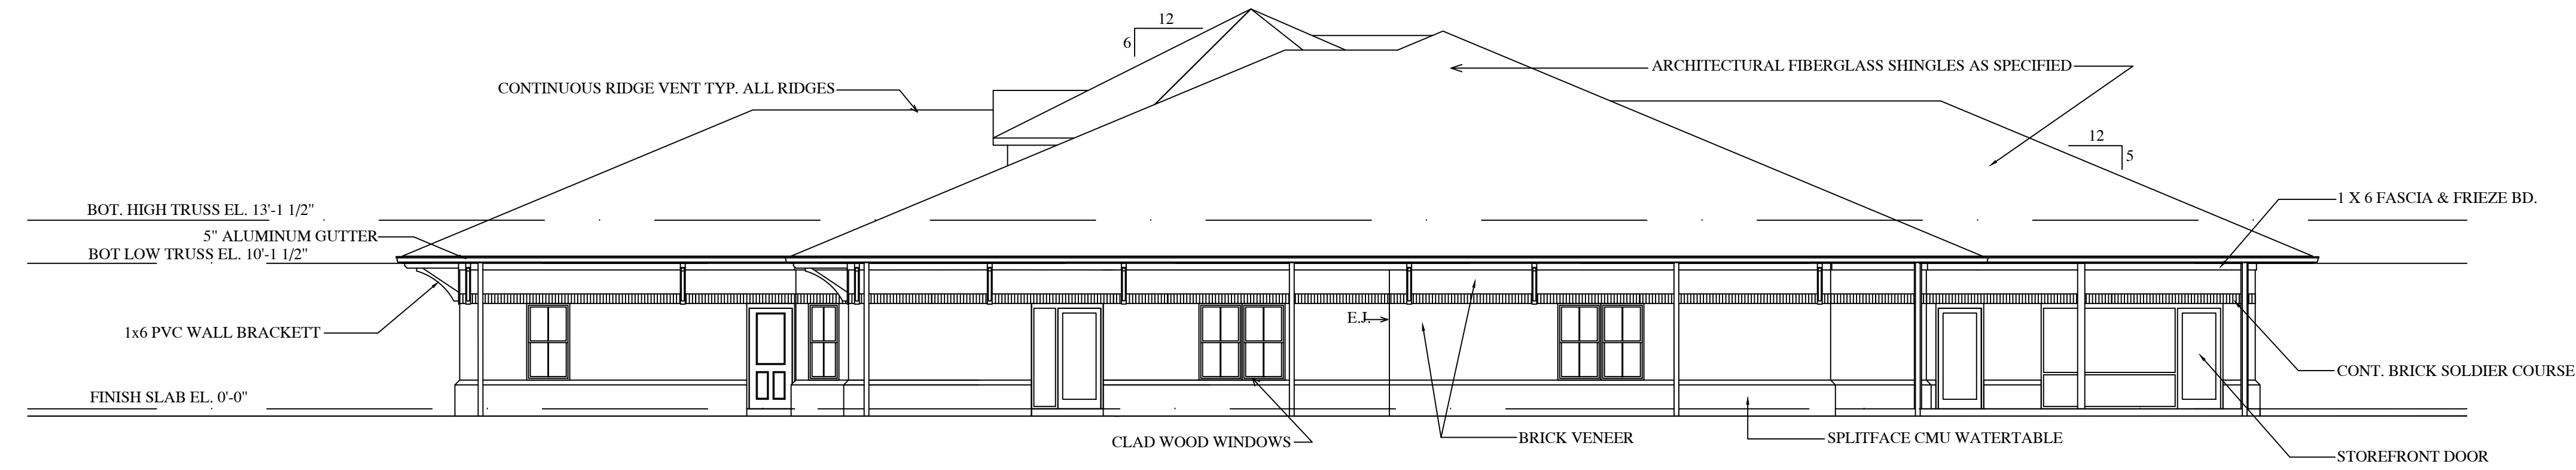 12
6
ARCHITECTURAL FIBERGLASS SHINGLES AS SPECIFIED
CONTINUOUS RIDGE VENT TYP. ALL RIDGES
12
5
1 X 6 FASCIA & FRIEZE BD.
BOT. HIGH TRUSS EL. 13'-1 1/2"
5" ALUMINUM GUTTER
BOT LOW TRUSS EL. 10'-1 1/2"
E.J.
1x6 PVC WALL BRACKETT
CONT. BRICK SOLDIER COURSE
FINISH SLAB EL. 0'-0"
CLAD WOOD WINDOWS
BRICK VENEER
SPLITFACE CMU WATERTABLE
STOREFRONT DOOR